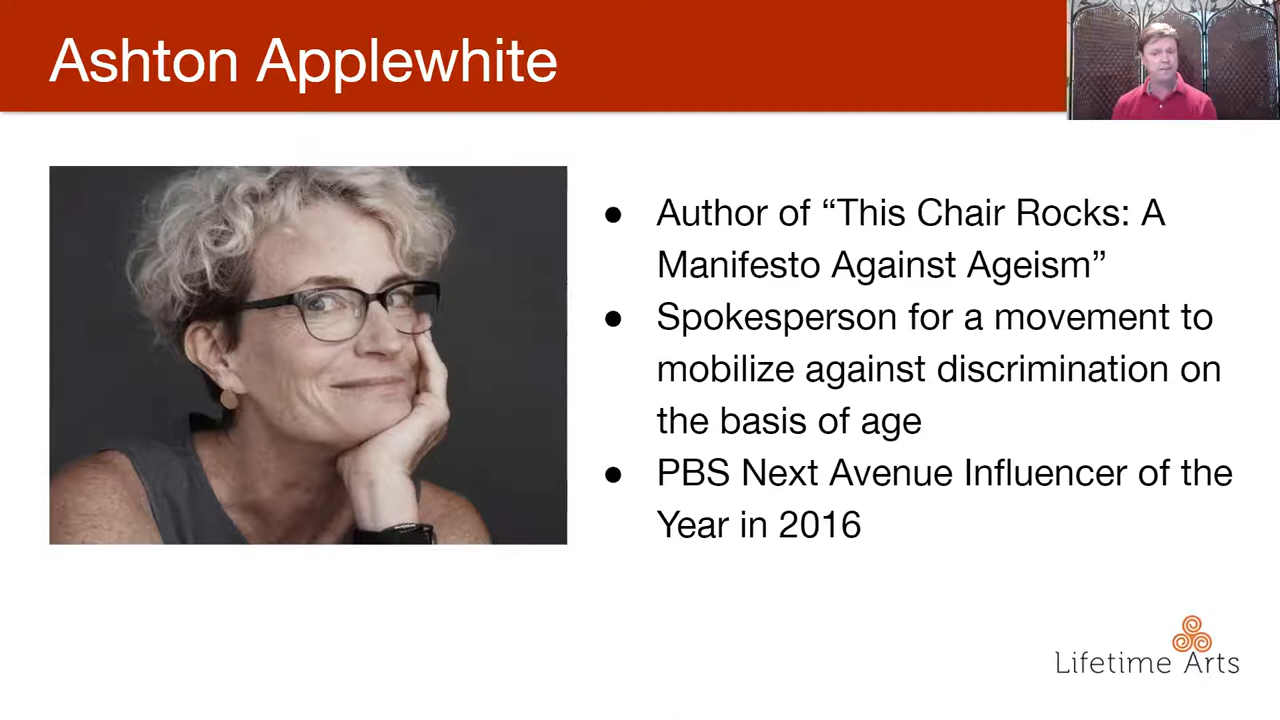 Ashton Applewhite
● Author of “This Chair Rocks: A
Manifesto Against Ageism”
● Spokesperson for a movement to
mobilize against discrimination on
the basis of age
● PBS Next Avenue Influencer of the
Year in 2016
Lifetime Arts